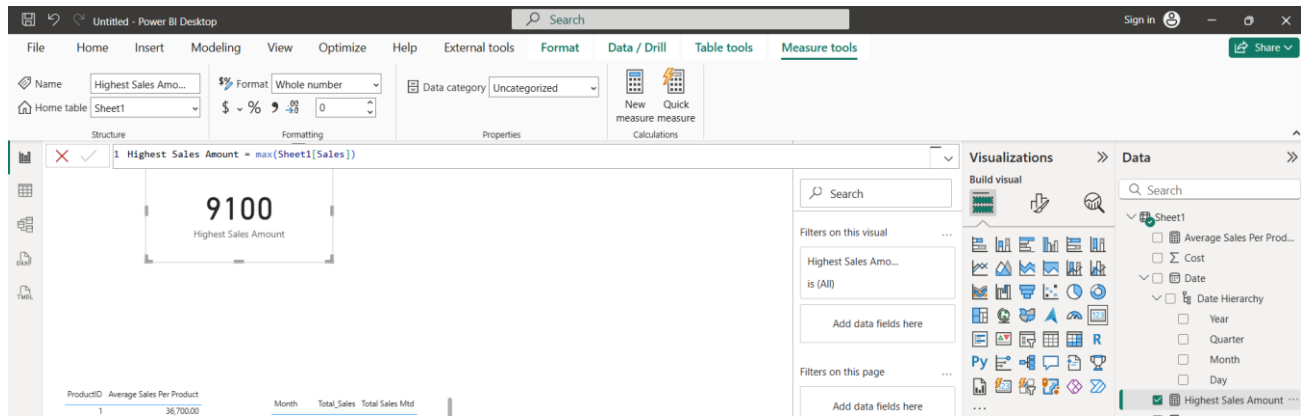 Untitled - Power BI Desktop
Search
Sign in
File Home Insert Modeling View Optimize Help External tools Format Data / Drill Table tools Measure tools
Share
Name Highest Sales Amo...
Home table Sheet1
Structure
$% Format Whole number
$ % 9 .00 0
Formatting
Data category Uncategorized
Properties
New measure
Quick measure
Calculations
1 Highest Sales Amount = max(Sheet1[Sales])
9100
Highest Sales Amount
ProductID Average Sales Per Product
1 36,700.00
Month Total_Sales Total Sales Mtd
Search
Filters on this visual ...
Highest Sales Amo...
is (All)
Add data fields here
Filters on this page ...
Add data fields here
Visualizations
Build visual
123
R
Py
123
...
Data
Search
Sheet1
Average Sales Per Prod...
Σ Cost
Date
Date Hierarchy
Year
Quarter
Month
Day
Highest Sales Amount ...